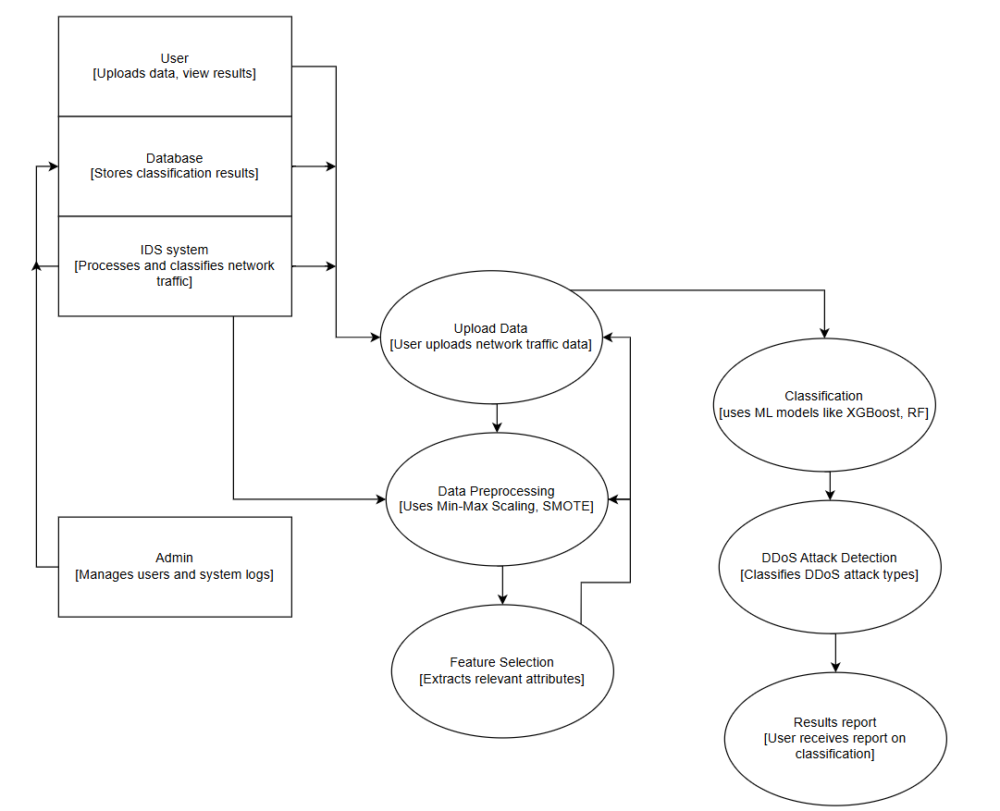 User
[Uploads data, view results]
Database
[Stores classification results]
IDS system
[Processes and classifies network
traffic]
Admin
[Manages users and system logs]
Upload Data
[User uploads network traffic data]
Data Preprocessing
[Uses Min-Max Scaling, SMOTE]
Feature Selection
[Extracts relevant attributes]
Classification
[uses ML models like XGBoost, RF]
DDoS Attack Detection
[Classifies DDoS attack types]
Results report
[User receives report on
classification]